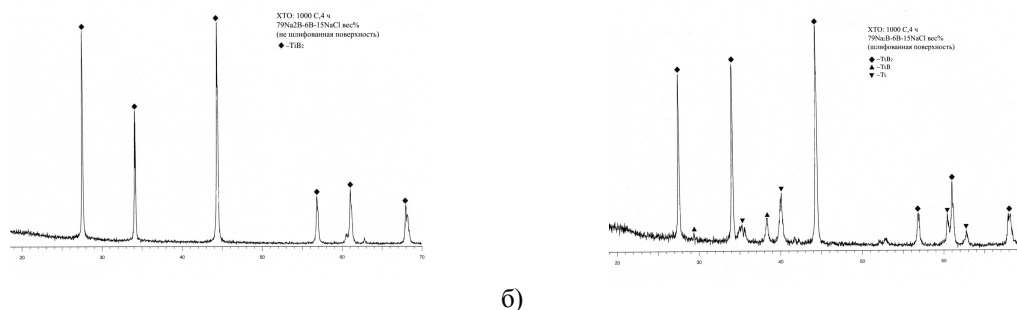 ХТО: 1000 С,4 ч
79Na2B-6B-15NaCl вес%
(не шлифованная поверхность)
◆ –TiB₂
20 30 40 50 60 70
ХТО: 1000 С,4 ч
79Na₂B-6B-15NaCl вес%
(шлифованная поверхность)
◆ –TiB₂
▲ –TiB
▼ –Ti
20 30 40 50 60
б)